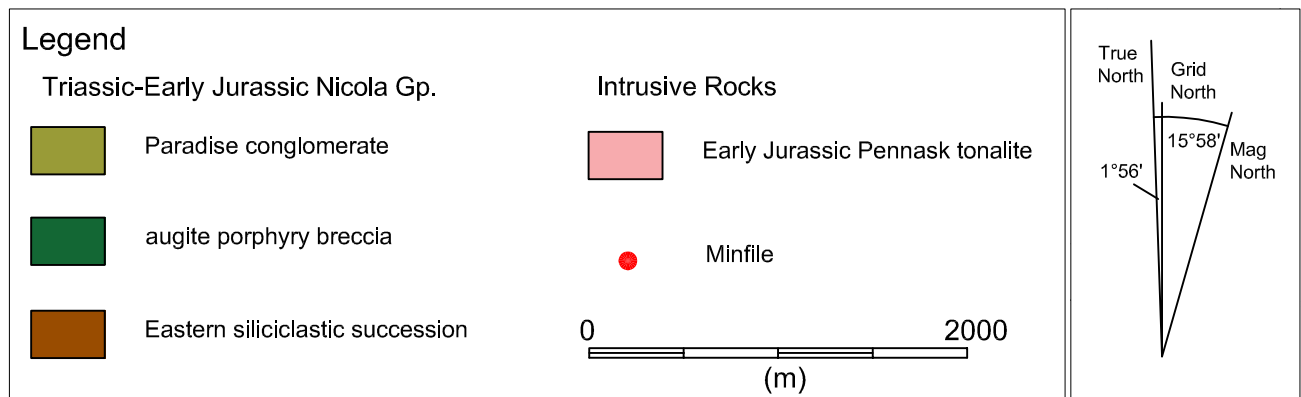 Legend
Triassic-Early Jurassic Nicola Gp.
Paradise conglomerate
augite porphyry breccia
Eastern siliciclastic succession
Intrusive Rocks
Early Jurassic Pennask tonalite
Minfile
0 2000
(m)
True
North
Grid
North
15°58'
Mag
North
1°56'